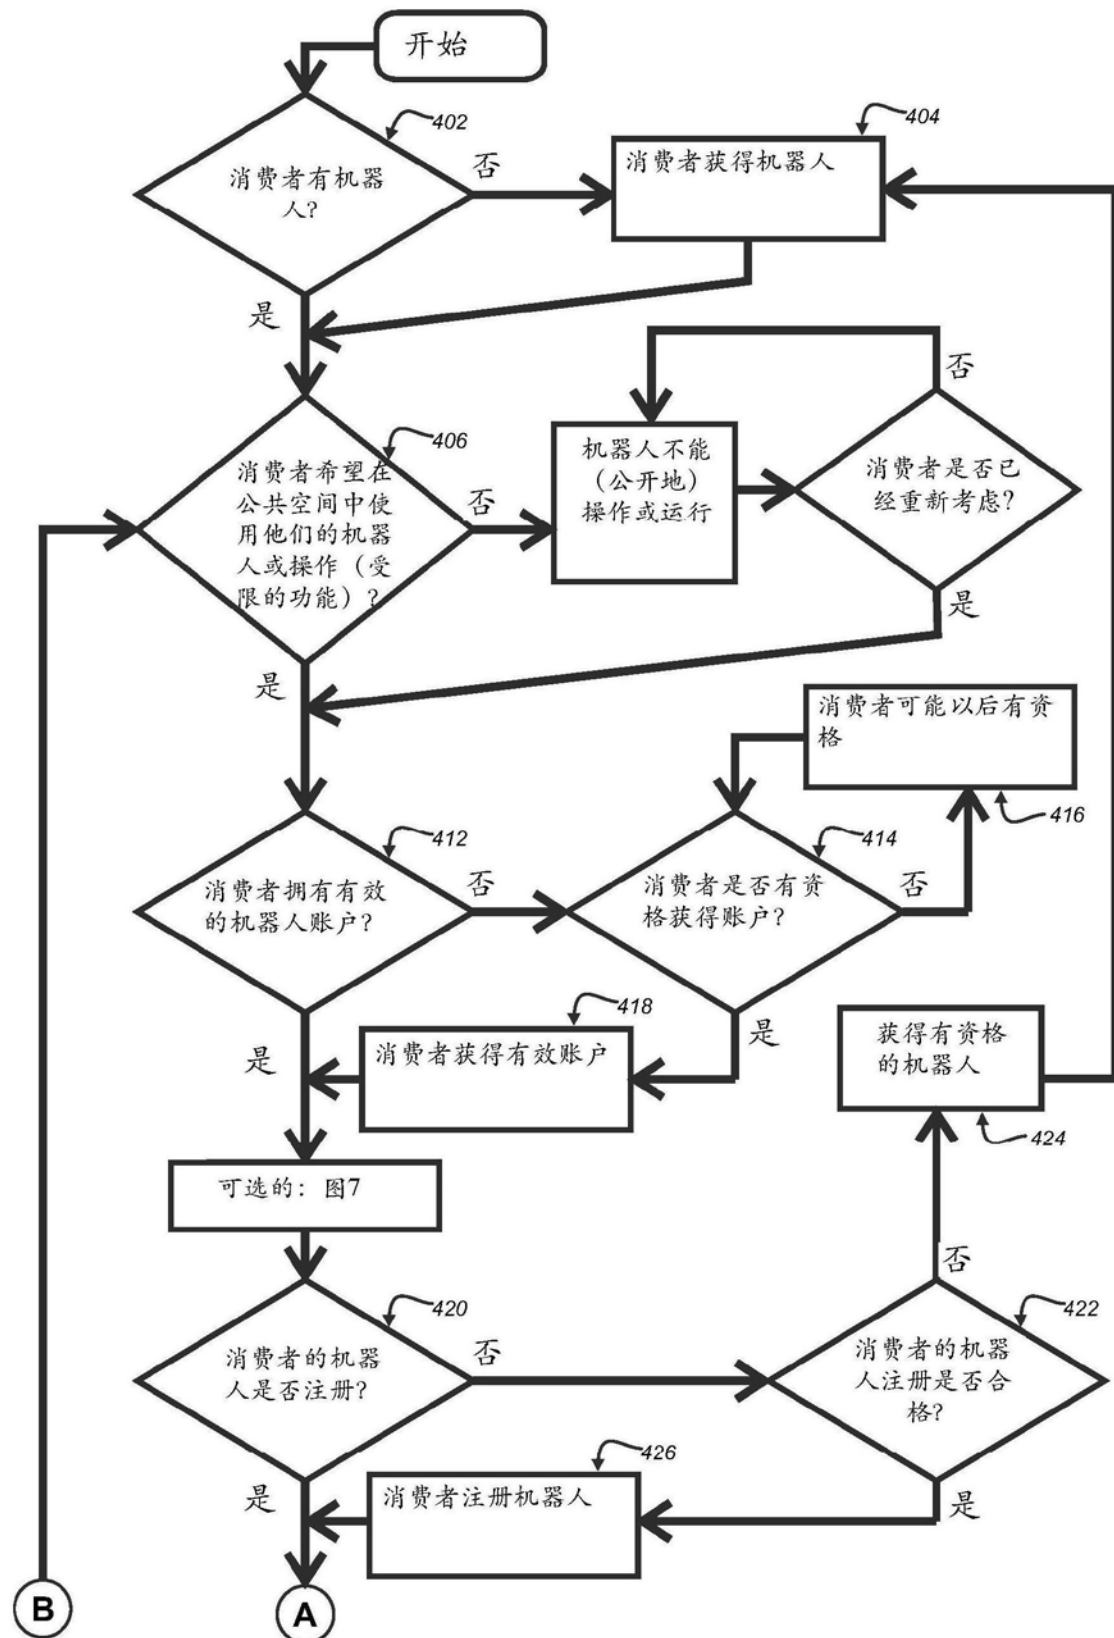 开始
402
消费者有机器
人？
否
404
消费者获得机器人
是
406
消费者希望在
公共空间中使
用他们的机器
人或操作（受
限的功能）？
否
机器人不能
（公开地）
操作或运行
否
消费者是否已
经重新考虑？
是
是
消费者可能以后有资
格
416
412
消费者拥有有效
的机器人账户？
否
414
消费者是否有资
格获得账户？
否
是
418
消费者获得有效账户
是
获得有资格
的机器人
424
可选的：图7
420
消费者的机器
人是否注册？
否
否
422
消费者的机器
人注册是否合
格？
是
426
消费者注册机器人
是
B
A